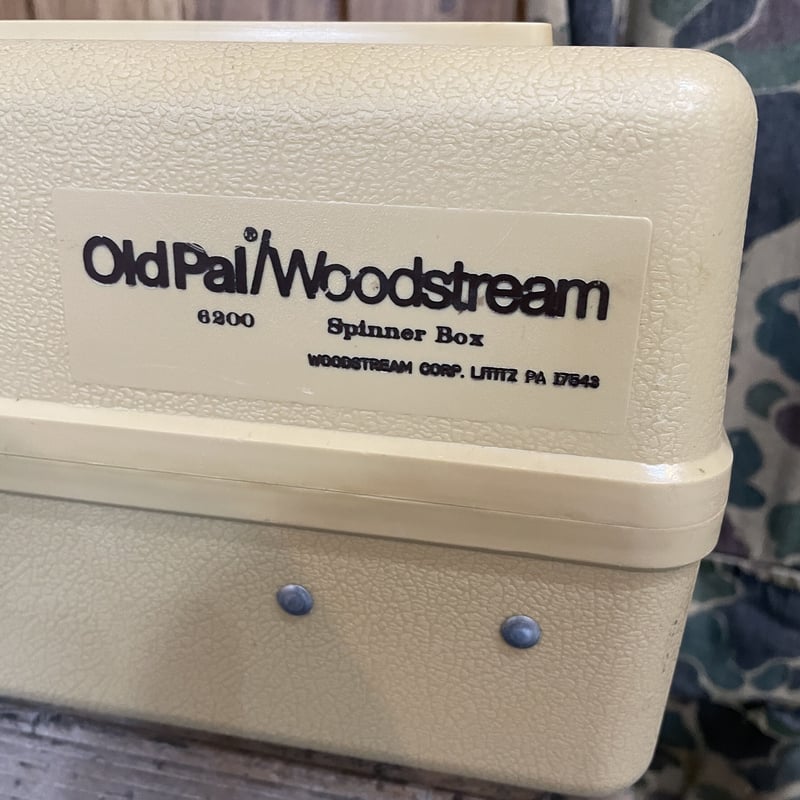 Old Pal®/Woodstream
6200 Spinner Box
WOODSTREAM CORP. LITITZ PA 17543